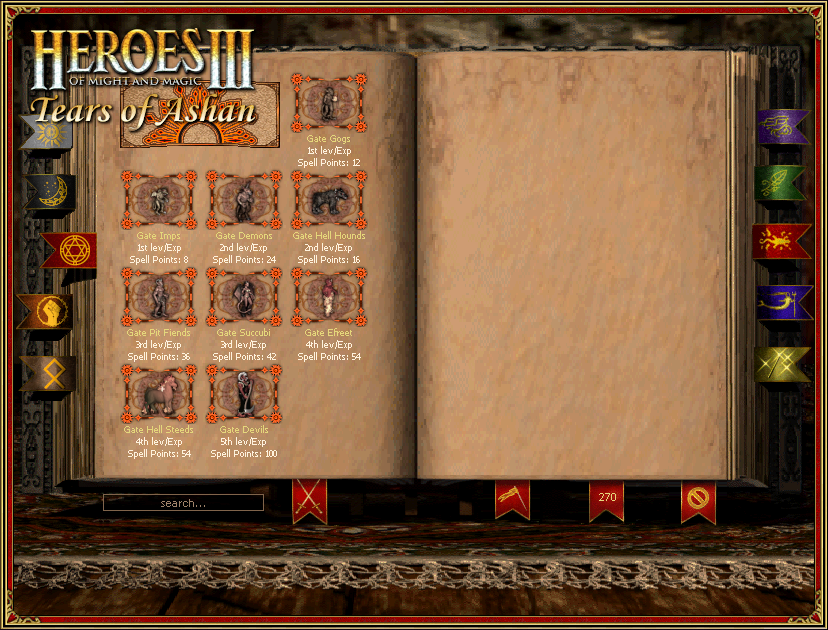 HEROES III
OF MIGHT AND MAGIC
Tears of Ashan
Gate Gogs
1st lev/Exp
Spell Points: 12
Gate Imps
1st lev/Exp
Spell Points: 8
Gate Demons
2nd lev/Exp
Spell Points: 24
Gate Hell Hounds
2nd lev/Exp
Spell Points: 16
Gate Pit Fiends
3rd lev/Exp
Spell Points: 36
Gate Succubi
3rd lev/Exp
Spell Points: 42
Gate Efreet
4th lev/Exp
Spell Points: 54
Gate Hell Steeds
4th lev/Exp
Spell Points: 54
Gate Devils
5th lev/Exp
Spell Points: 100
search...
270